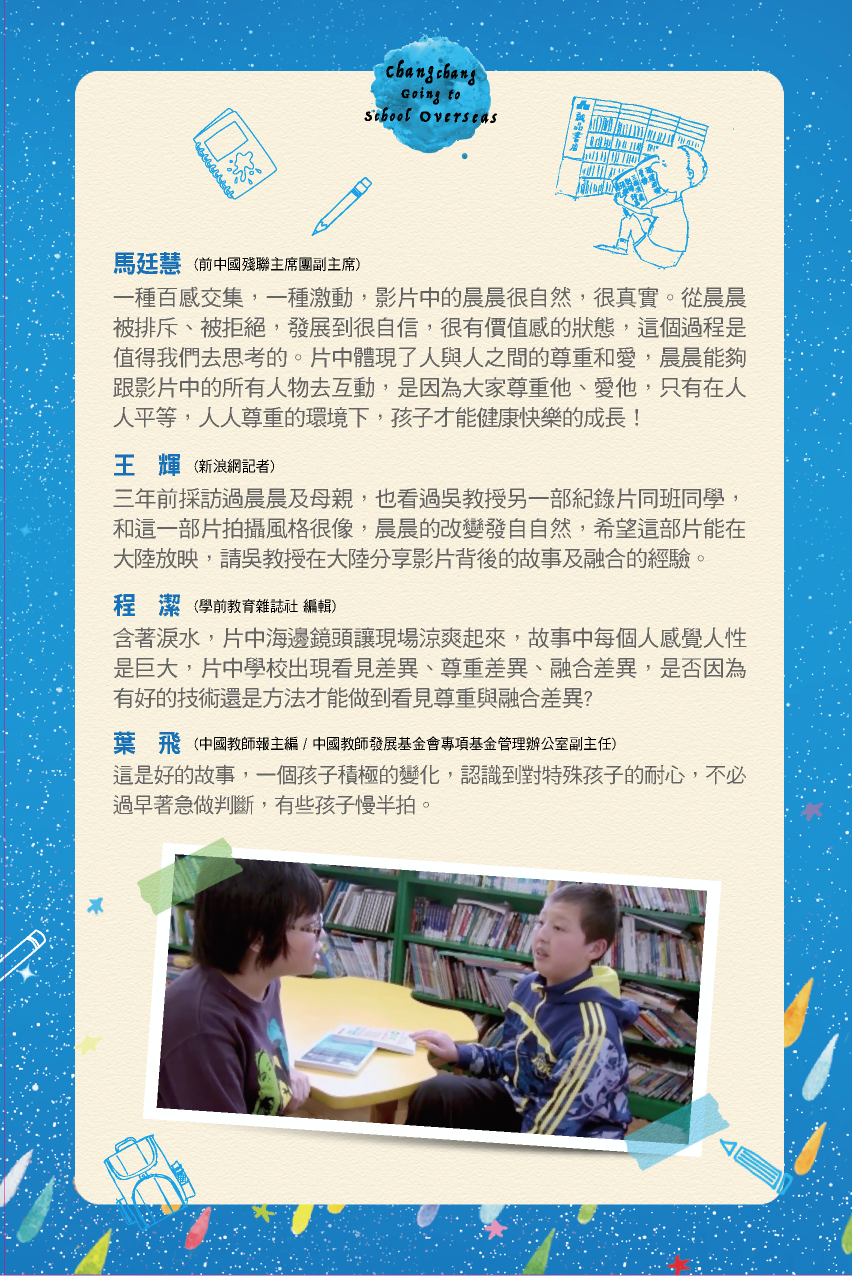 Changchang
Going to
School Overseas
誠品書店
馬廷慧（前中國殘聯主席團副主席）
一種百感交集，一種激動，影片中的晨晨很自然，很真實。從晨晨
被排斥、被拒絕，發展到很自信，很有價值感的狀態，這個過程是
值得我們去思考的。片中體現了人與人之間的尊重和愛，晨晨能夠
跟影片中的所有人物去互動，是因為大家尊重他、愛他，只有在人
人平等，人人尊重的環境下，孩子才能健康快樂的成長！
王　輝（新浪網記者）
三年前採訪過晨晨及母親，也看過吳教授另一部紀錄片同班同學，
和這一部片拍攝風格很像，晨晨的改變發自自然，希望這部片能在
大陸放映，請吳教授在大陸分享影片背後的故事及融合的經驗。
程　潔（學前教育雜誌社 編輯）
含著淚水，片中海邊鏡頭讓現場涼爽起來，故事中每個人感覺人性
是巨大，片中學校出現看見差異、尊重差異、融合差異，是否因為
有好的技術還是方法才能做到看見尊重與融合差異?
葉　飛（中國教師報主編 / 中國教師發展基金會專項基金管理辦公室副主任）
這是好的故事，一個孩子積極的變化，認識到對特殊孩子的耐心，不必
過早著急做判斷，有些孩子慢半拍。